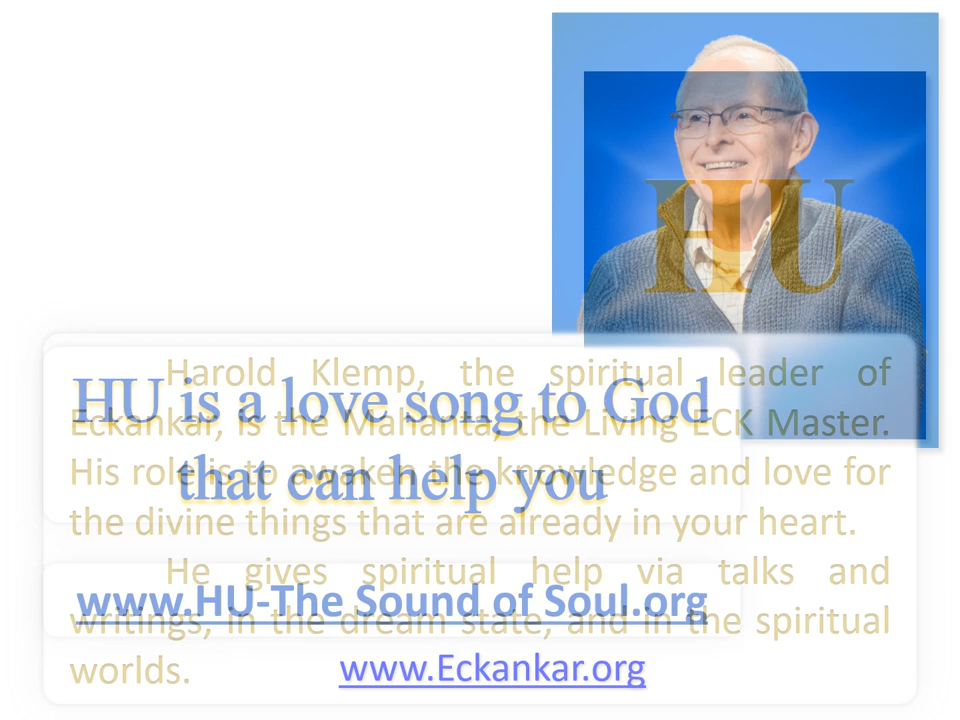 HU
Harold Klemp, the spiritual leader of
Eckankar, is the Mahanta, the Living ECK Master.
His role is to awaken the knowledge and love for
the divine things that are already in your heart.
He gives spiritual help via talks and
writings, in the dream state, and in the spiritual
worlds.
www.Eckankar.org
HU is a love song to God
that can help you
www.HU-The Sound of Soul.org